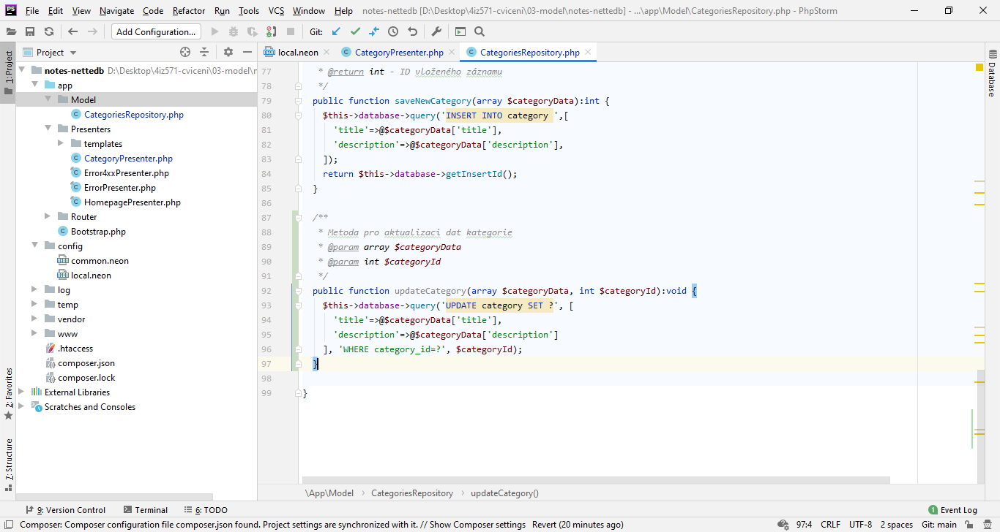 File Edit View Navigate Code Refactor Run Tools VCS Window Help notes-nettedb [D:\Desktop\4iz571-cviceni\03-model\notes-nettedb] - ...\app\Model\CategoriesRepository.php - PhpStorm
Add Configuration... Git:
Project local.neon CategoryPresenter.php CategoriesRepository.php
1: Project
2: Favorites
7: Structure
Database
notes-nettedb D:\Desktop\4iz571-cviceni\03-model\n
app
Model
CategoriesRepository.php
Presenters
templates
CategoryPresenter.php
Error4xxPresenter.php
ErrorPresenter.php
HomepagePresenter.php
Router
Bootstrap.php
config
common.neon
local.neon
log
temp
vendor
www
.htaccess
composer.json
composer.lock
External Libraries
Scratches and Consoles
77 * @return int - ID vloženého záznamu
78 */
79 public function saveNewCategory(array $categoryData):int {
80 $this->database->query('INSERT INTO category ',[
81 'title'=>@$categoryData['title'],
82 'description'=>@$categoryData['description'],
83 ]);
84 return $this->database->getInsertId();
85 }
86
87 /**
88 * Metoda pro aktualizaci dat kategorie
89 * @param array $categoryData
90 * @param int $categoryId
91 */
92 public function updateCategory(array $categoryData, int $categoryId):void {
93 $this->database->query('UPDATE category SET ?', [
94 'title'=>@$categoryData['title'],
95 'description'=>@$categoryData['description']
96 ], 'WHERE category_id=?', $categoryId);
97 }
98
99 }
\App\Model › CategoriesRepository › updateCategory()
9: Version Control Terminal 6: TODO 1 Event Log
Composer: Composer configuration file composer.json found. Project settings are synchronized with it. // Show Composer settings Revert (20 minutes ago) 97:4 CRLF UTF-8 2 spaces Git: main